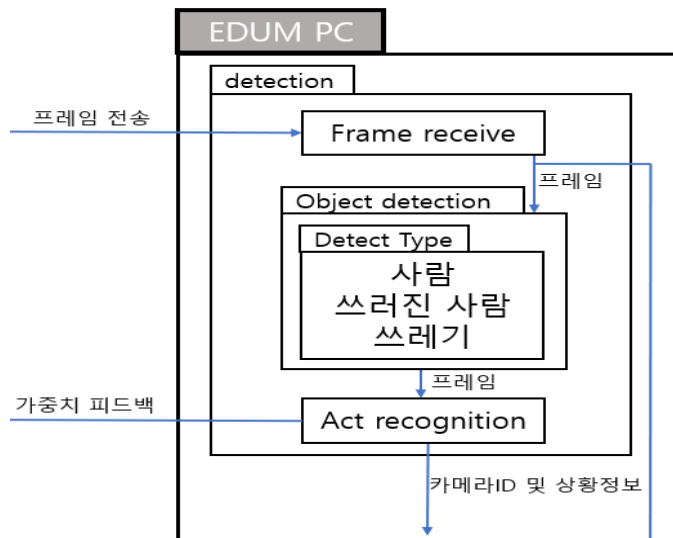 EDUM PC
detection
프레임 전송
Frame receive
프레임
Object detection
Detect Type
사람
쓰러진 사람
쓰레기
프레임
가중치 피드백
Act recognition
카메라ID 및 상황정보